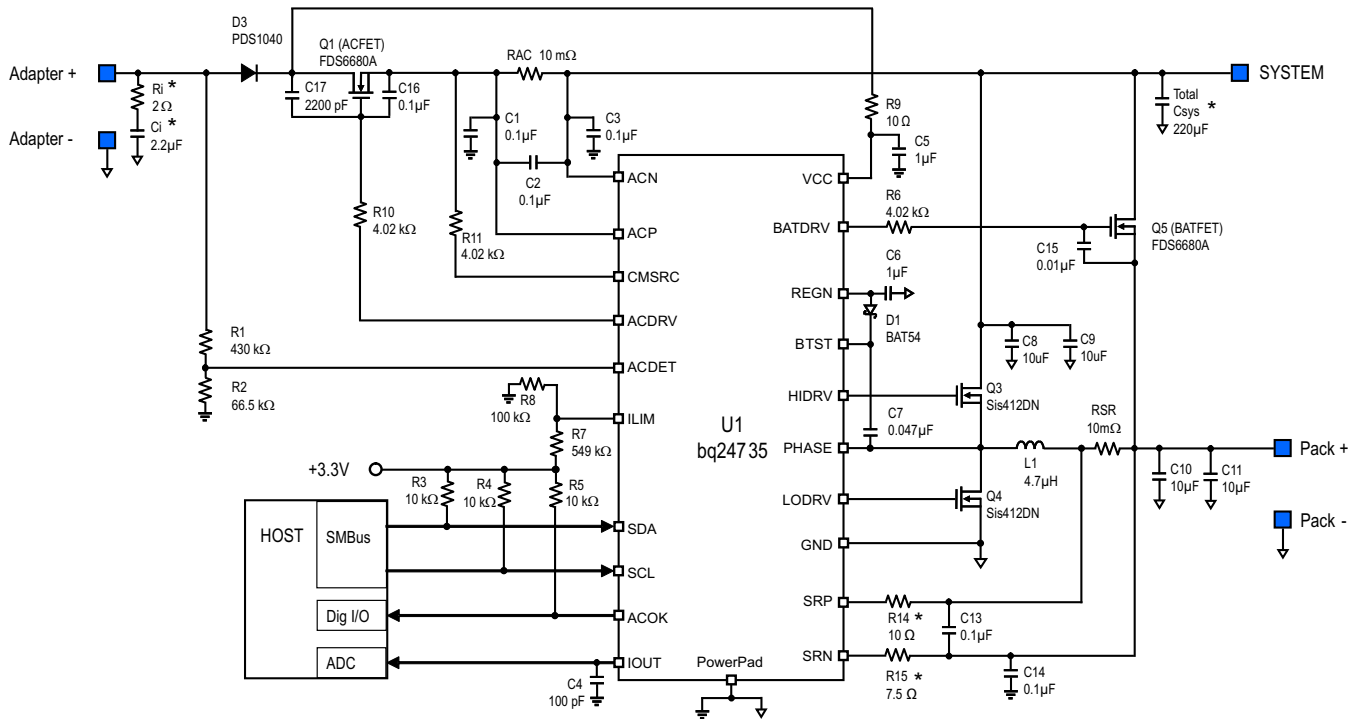 D3
PDS1040
Q1 (ACFET)
FDS6680A
RAC 10 mΩ
Adapter +
SYSTEM
Ri *
2 Ω
Ci *
2.2µF
C17
2200 pF
C16
0.1µF
R9
10 Ω
Total
Csys *
220µF
Adapter -
C1
0.1µF
C3
0.1µF
C5
1µF
C2
0.1µF
ACN
VCC
R10
4.02 kΩ
R11
4.02 kΩ
ACP
R6
4.02 kΩ
BATDRV
Q5 (BATFET)
FDS6680A
C15
0.01µF
CMSRC
C6
1µF
REGN
D1
BAT54
ACDRV
R1
430 kΩ
BTST
C8
10uF
C9
10uF
ACDET
R2
66.5 kΩ
R8
100 kΩ
HIDRV
Q3
Sis412DN
ILIM
U1
bq24735
C7
0.047µF
RSR
10mΩ
R7
549 kΩ
PHASE
L1
4.7µH
Pack +
C10
10µF
C11
10µF
+3.3V
R3
10 kΩ
R4
10 kΩ
R5
10 kΩ
LODRV
Q4
Sis412DN
HOST
SMBus
SDA
GND
Pack -
SCL
SRP
R14 *
10 Ω
C13
0.1µF
Dig I/O
ACOK
SRN
R15 *
7.5 Ω
C14
0.1µF
ADC
IOUT
PowerPad
C4
100 pF